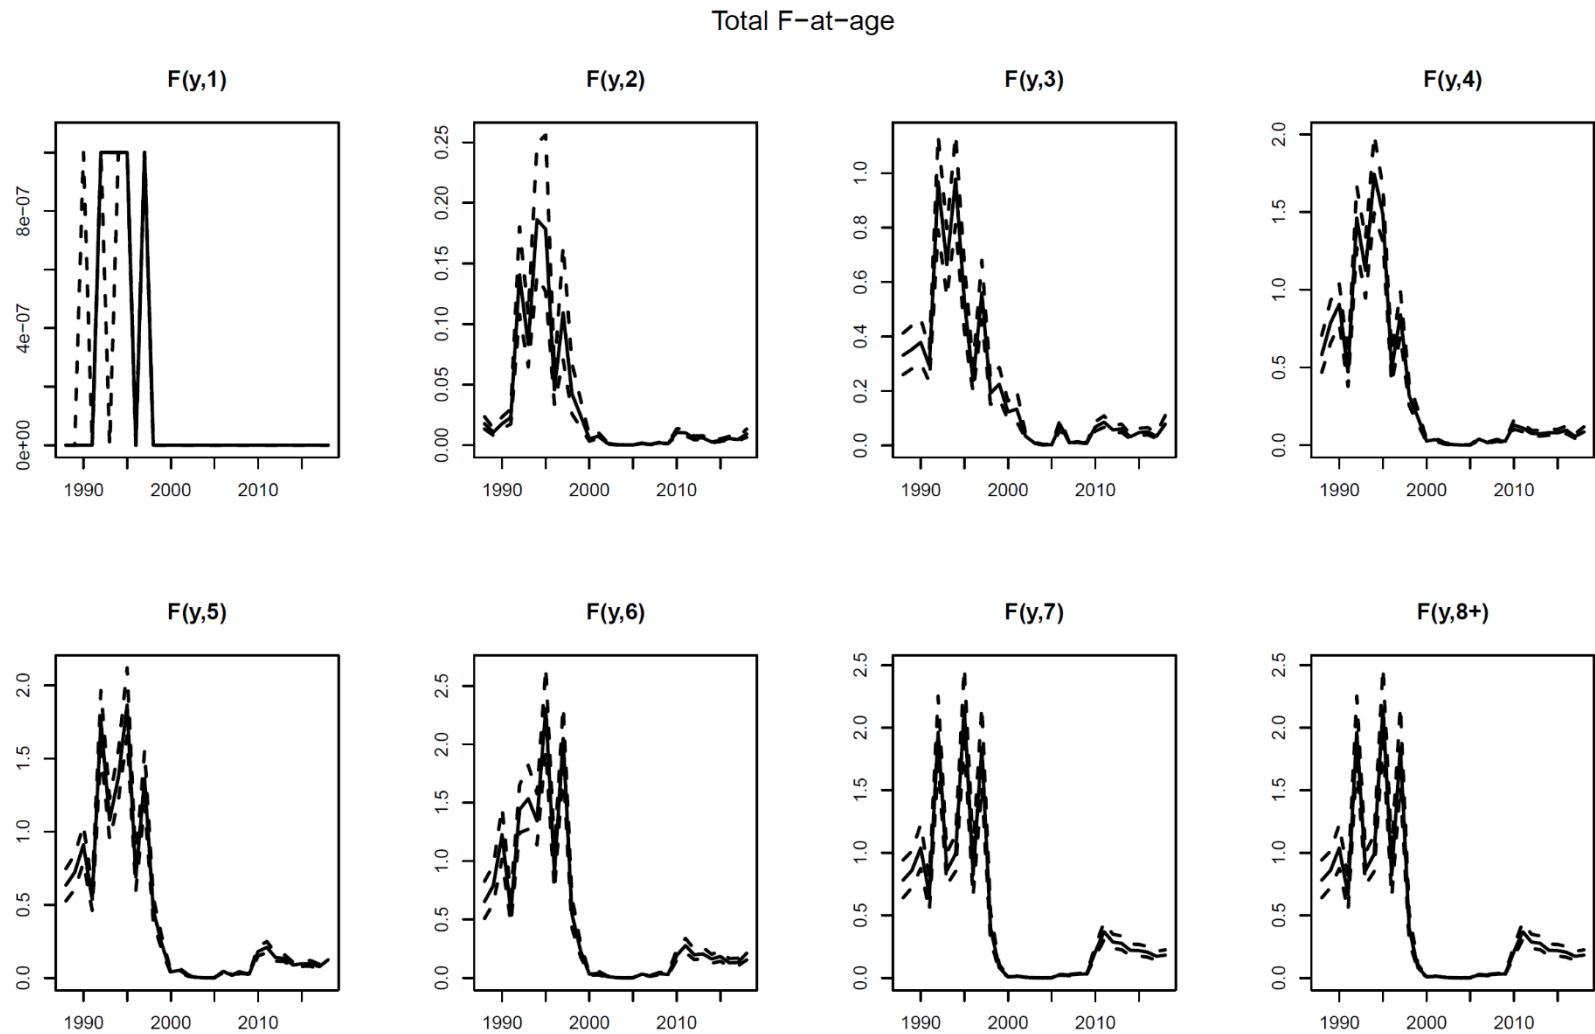 Total F−at−age
F(y,1)
F(y,2)
F(y,3)
F(y,4)
0e+00 4e−07 8e−07
0.00 0.05 0.10 0.15 0.20 0.25
0.0 0.2 0.4 0.6 0.8 1.0
0.0 0.5 1.0 1.5 2.0
1990 2000 2010
1990 2000 2010
1990 2000 2010
1990 2000 2010
F(y,5)
F(y,6)
F(y,7)
F(y,8+)
0.0 0.5 1.0 1.5 2.0
0.0 0.5 1.0 1.5 2.0 2.5
0.0 0.5 1.0 1.5 2.0 2.5
0.0 0.5 1.0 1.5 2.0 2.5
1990 2000 2010
1990 2000 2010
1990 2000 2010
1990 2000 2010